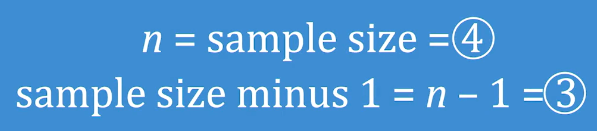 n = sample size =④
sample size minus 1 = n – 1 =③